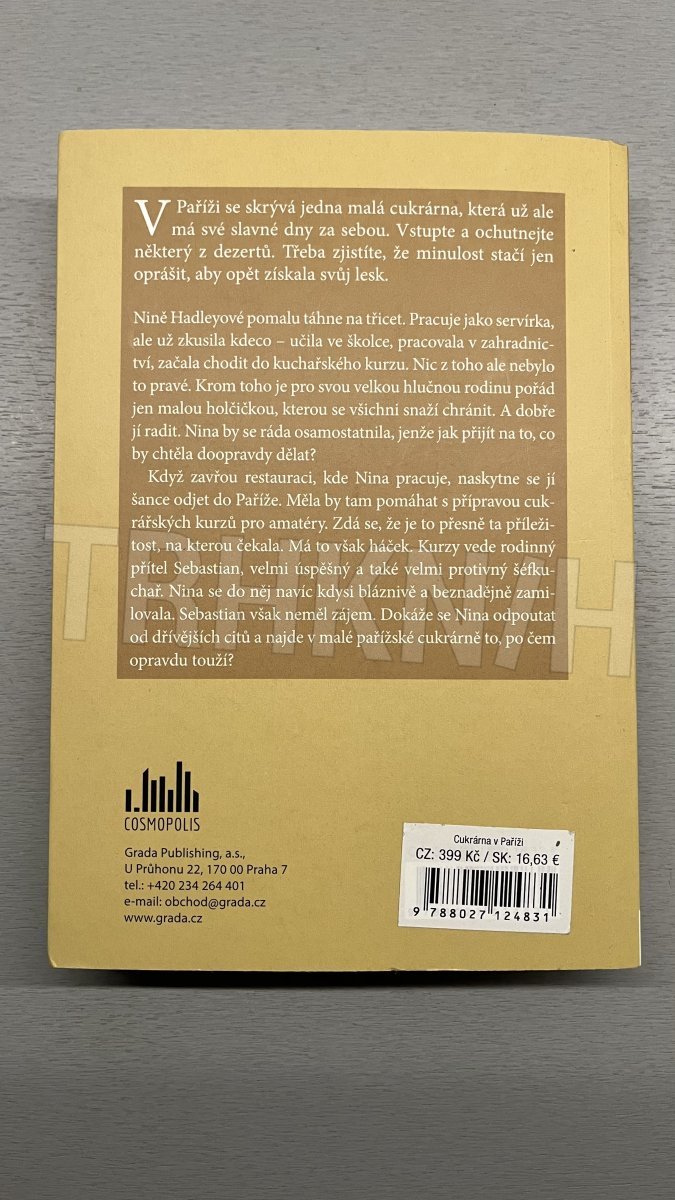 V Paříži se skrývá jedna malá cukrárna, která už ale
má své slavné dny za sebou. Vstupte a ochutnejte
některý z dezertů. Třeba zjistíte, že minulost stačí jen
oprášit, aby opět získala svůj lesk.
Nině Hadleyové pomalu táhne na třicet. Pracuje jako servírka,
ale už zkusila kdeco – učila ve školce, pracovala v zahradnic-
tví, začala chodit do kuchařského kurzu. Nic z toho ale nebylo
to pravé. Krom toho je pro svou velkou hlučnou rodinu pořád
jen malou holčičkou, kterou se všichni snaží chránit. A dobře
jí radit. Nina by se ráda osamostatnila, jenže jak přijít na to, co
by chtěla doopravdy dělat?
Když zavřou restauraci, kde Nina pracuje, naskytne se jí
šance odjet do Paříže. Měla by tam pomáhat s přípravou cuk-
rářských kurzů pro amatéry. Zdá se, že je to přesně ta příleži-
tost, na kterou čekala. Má to však háček. Kurzy vede rodinný
přítel Sebastian, velmi úspěšný a také velmi protivný šéfku-
chař. Nina se do něj navíc kdysi bláznivě a beznadějně zami-
lovala. Sebastian však neměl zájem. Dokáže se Nina odpoutat
od dřívějších citů a najde v malé pařížské cukrárně to, po čem
opravdu touží?
TRHKNIH
COSMOPOLIS
Grada Publishing, a.s.,
U Průhonu 22, 170 00 Praha 7
tel.: +420 234 264 401
e-mail: obchod@grada.cz
www.grada.cz
Cukrárna v Paříži
CZ: 399 Kč / SK: 16,63 €
9 788027 124831